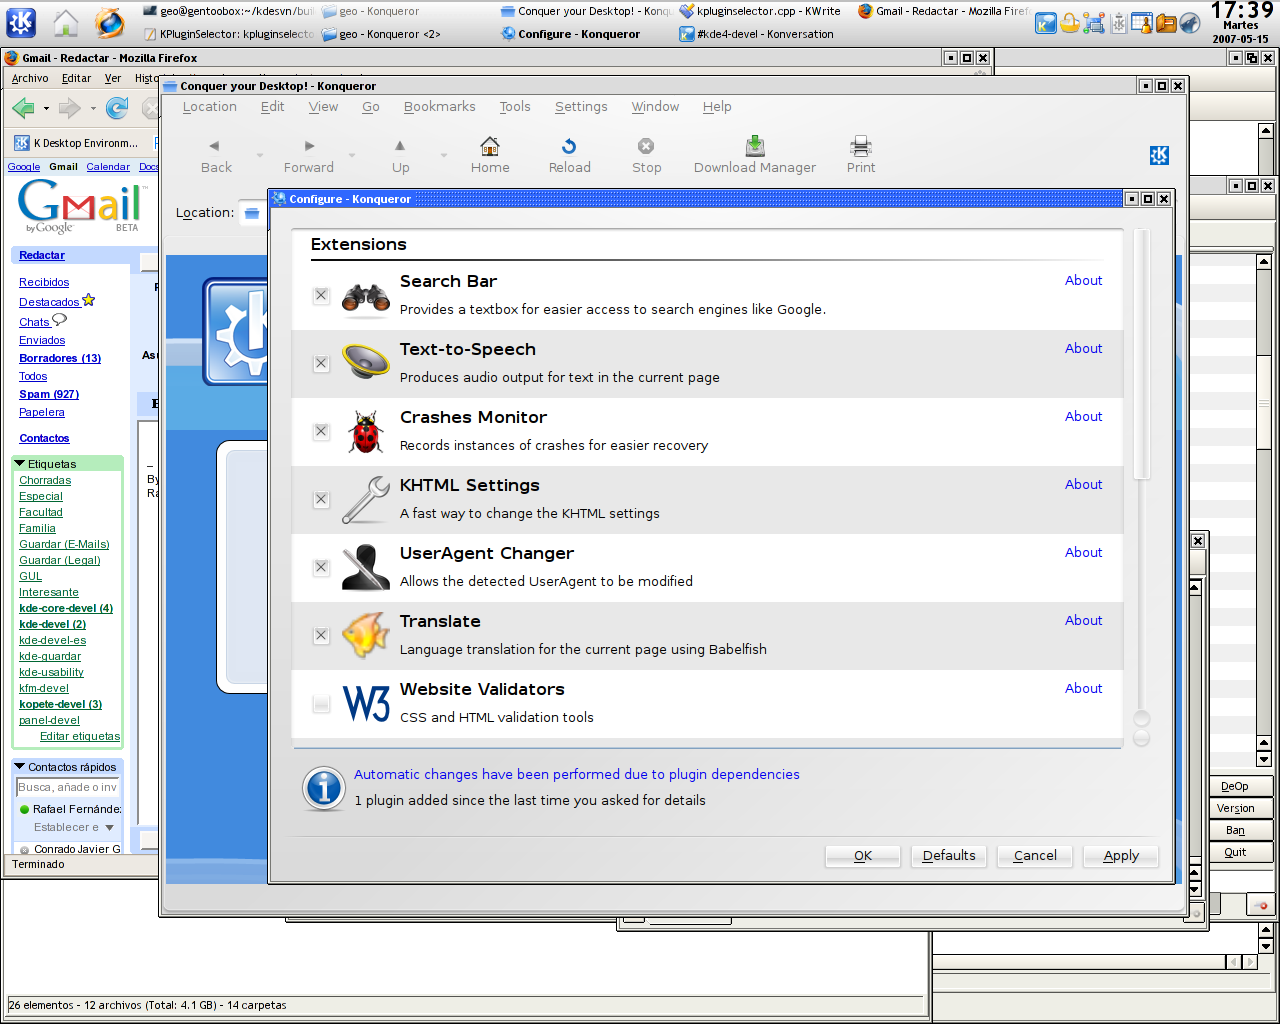 geo@gentoobox:~/kdesvn/bui
geo - Konqueror
Conquer your Desktop! - Konqu
kpluginselector.cpp - KWrite
Gmail - Redactar - Mozilla Firef
KPluginSelector: kpluginselecto
geo - Konqueror <2>
Configure - Konqueror
#kde4-devel - Konversation
17:39
Martes
2007-05-15
Gmail - Redactar - Mozilla Firefox
Archivo Editar Ver Histo
K Desktop Environm...
Google Gmail Calendar Docs
Gmail
by Google BETA
Redactar
Recibidos
Destacados
Chats
Enviados
Borradores (13)
Todos
Spam (927)
Papelera
Contactos
Etiquetas
Chorradas
Especial
Facultad
Familia
Guardar (E-Mails)
Guardar (Legal)
GUL
Interesante
kde-core-devel (4)
kde-devel (2)
kde-devel-es
kde-guardar
kde-usability
kfm-devel
kopete-devel (3)
panel-devel
Editar etiquetas
Contactos rápidos
Busca, añade o inv
Rafael Fernánde
Establecer e
Conrado Javier G
Terminado
Asu
By
Ra
Conquer your Desktop! - Konqueror
Location Edit View Go Bookmarks Tools Settings Window Help
Back Forward Up Home Reload Stop Download Manager Print
Location:
Configure - Konqueror
Extensions
Search Bar
About
Provides a textbox for easier access to search engines like Google.
Text-to-Speech
About
Produces audio output for text in the current page
Crashes Monitor
About
Records instances of crashes for easier recovery
KHTML Settings
About
A fast way to change the KHTML settings
UserAgent Changer
About
Allows the detected UserAgent to be modified
Translate
About
Language translation for the current page using Babelfish
W3
Website Validators
About
CSS and HTML validation tools
Automatic changes have been performed due to plugin dependencies
1 plugin added since the last time you asked for details
OK Defaults Cancel Apply
DeOp
Version
Ban
Quit
26 elementos - 12 archivos (Total: 4.1 GB) - 14 carpetas